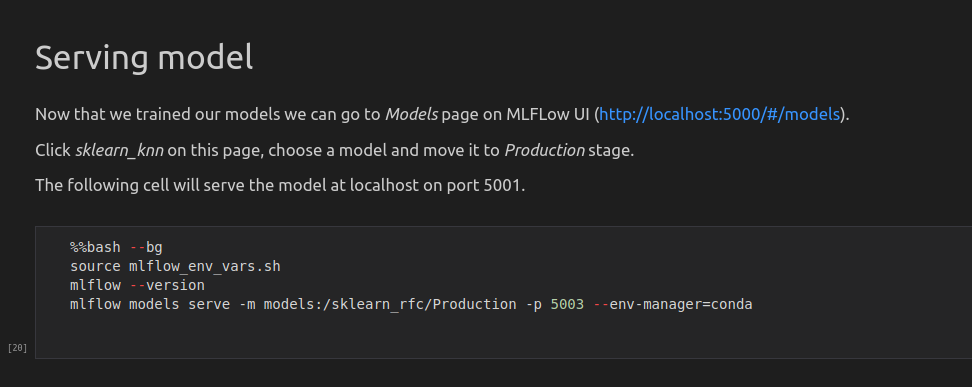 Serving model
Now that we trained our models we can go to Models page on MLFLow UI (http://localhost:5000/#/models).
Click sklearn_knn on this page, choose a model and move it to Production stage.
The following cell will serve the model at localhost on port 5001.
%%bash --bg
source mlflow_env_vars.sh
mlflow --version
mlflow models serve -m models:/sklearn_rfc/Production -p 5003 --env-manager=conda
[20]